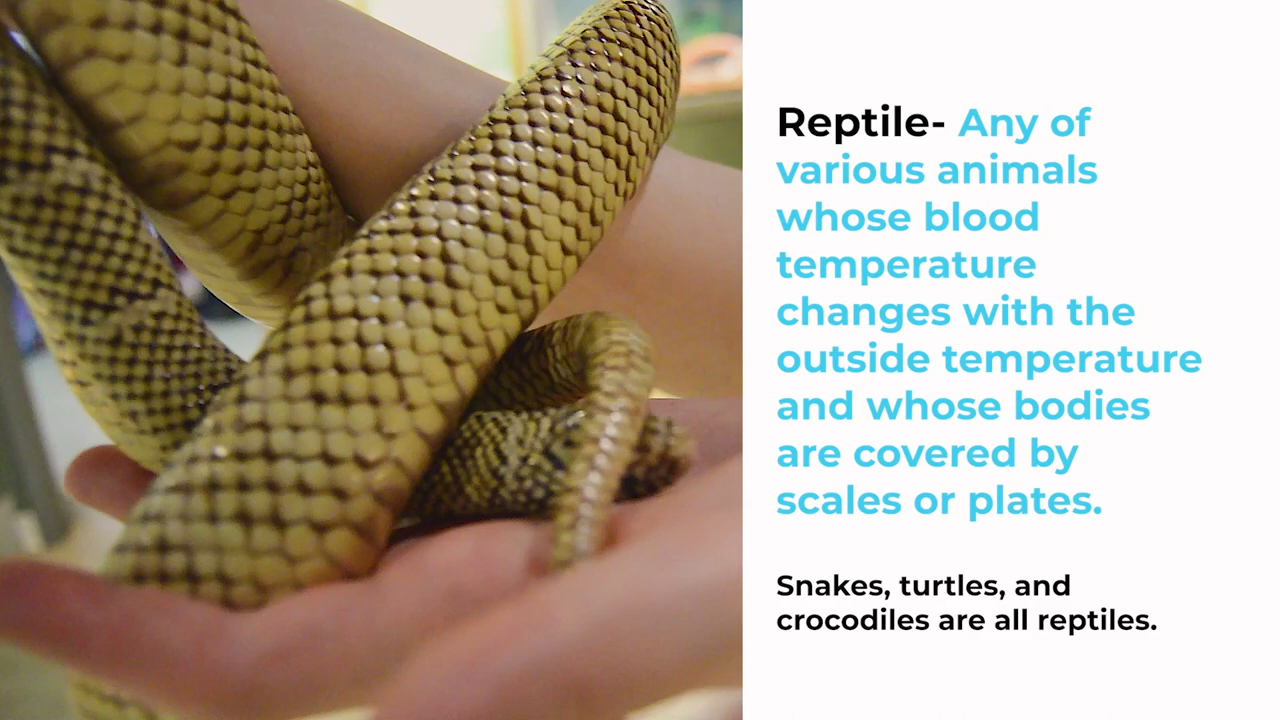 Reptile- Any of
various animals
whose blood
temperature
changes with the
outside temperature
and whose bodies
are covered by
scales or plates.
Snakes, turtles, and
crocodiles are all reptiles.